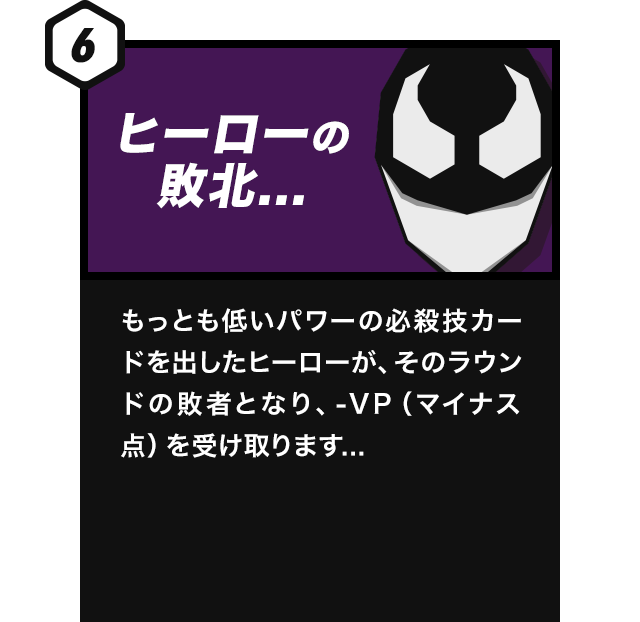 6
ヒーローの
敗北...
もっとも低いパワーの必殺技カー
ドを出したヒーローが、そのラウン
ドの敗者となり、-VP（マイナス
点）を受け取ります...